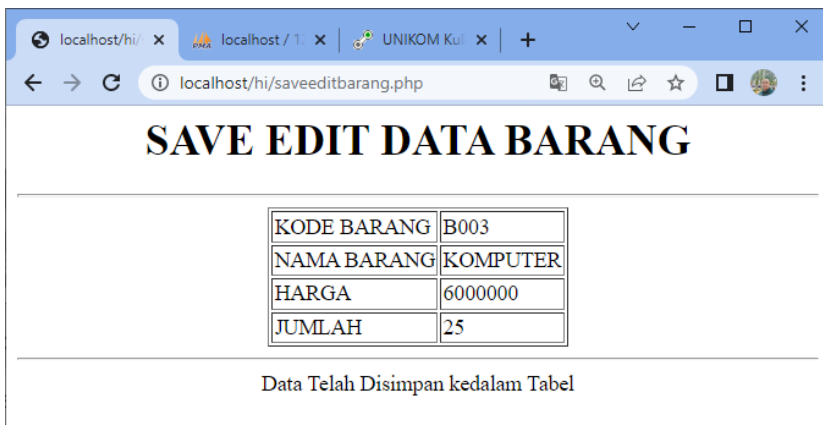 localhost/hi/
localhost / 1
UNIKOM Kul
localhost/hi/saveeditbarang.php
SAVE EDIT DATA BARANG
KODE BARANG B003
NAMA BARANG KOMPUTER
HARGA 6000000
JUMLAH 25
Data Telah Disimpan kedalam Tabel